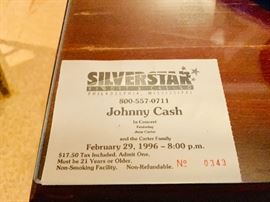 SILVERSTAR
RESORT & CASINO
PHILADELPHIA, MISSISSIPPI
800-557-0711
Johnny Cash
In Concert
Featuring
June Carter
and the Carter Family
February 29, 1996 – 8:00 p.m.
$17.50 Tax Included. Admit One.
Must be 21 Years or Older.
Non-Smoking Facility. Non-Refundable.
No 0343